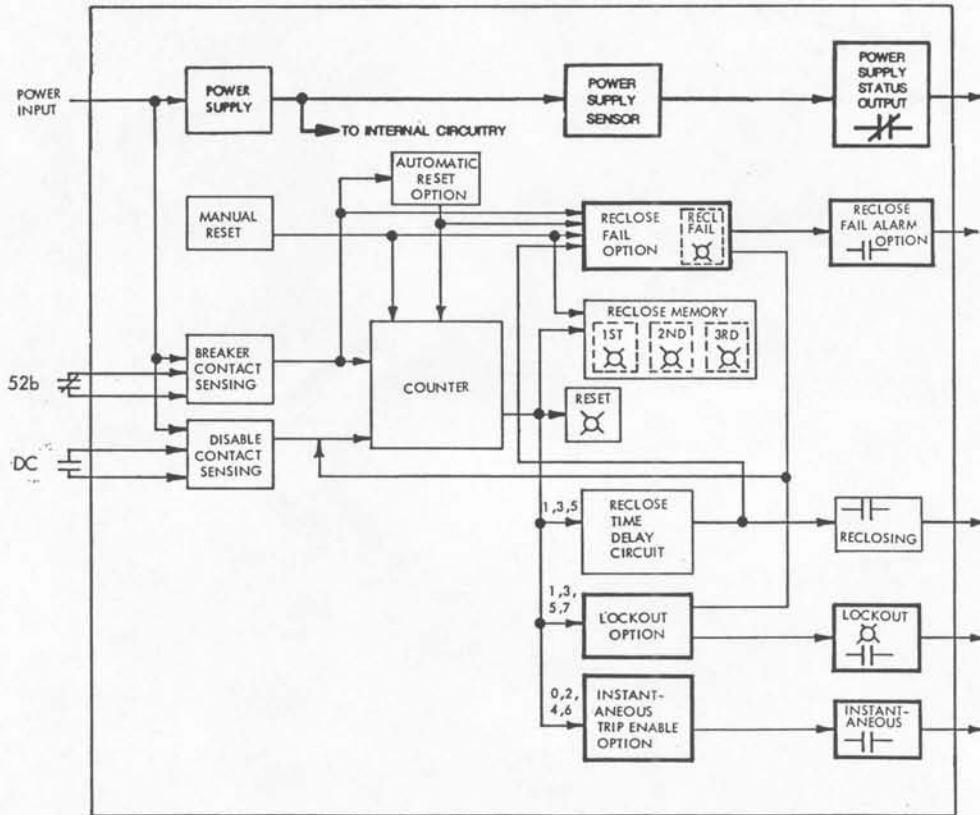 POWER
INPUT
POWER
SUPPLY
TO INTERNAL CIRCUITRY
POWER
SUPPLY
SENSOR
POWER
SUPPLY
STATUS
OUTPUT
AUTOMATIC
RESET
OPTION
MANUAL
RESET
RECLOSE
FAIL
OPTION
RECL
FAIL
RECLOSE
FAIL ALARM
OPTION
RECLOSE MEMORY
1ST
2ND
3RD
52b
BREAKER
CONTACT
SENSING
COUNTER
RESET
DC
DISABLE
CONTACT
SENSING
1,3,5
RECLOSE
TIME
DELAY
CIRCUIT
RECLOSING
1,3,
5,7
LOCKOUT
OPTION
LOCKOUT
0,2,
4,6
INSTANT-
ANEOUS
TRIP ENABLE
OPTION
INSTANT-
ANEOUS